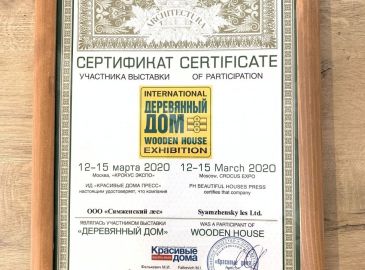 ARCHITECTURA
СЕРТИФИКАТ CERTIFICATE
УЧАСТНИКА ВЫСТАВКИ OF PARTICIPATION
INTERNATIONAL
ДЕРЕВЯННЫЙ
ДОМ
WOODEN HOUSE
EXHIBITION
12–15 марта 2020 12–15 March 2020
Москва, «КРОКУС ЭКСПО» Moscow, CROCUS EXPO
ИД «КРАСИВЫЕ ДОМА ПРЕСС» PH BEAUTIFUL HOUSES PRESS
настоящим удостоверяет, что компания certifies that company
ООО «Сямженский лес» Syamzhensky les Ltd.
ЯВЛЯЛАСЬ УЧАСТНИКОМ ВЫСТАВКИ WAS A PARTICIPANT OF
«ДЕРЕВЯННЫЙ ДОМ» WOODEN HOUSE
Красивые
дома